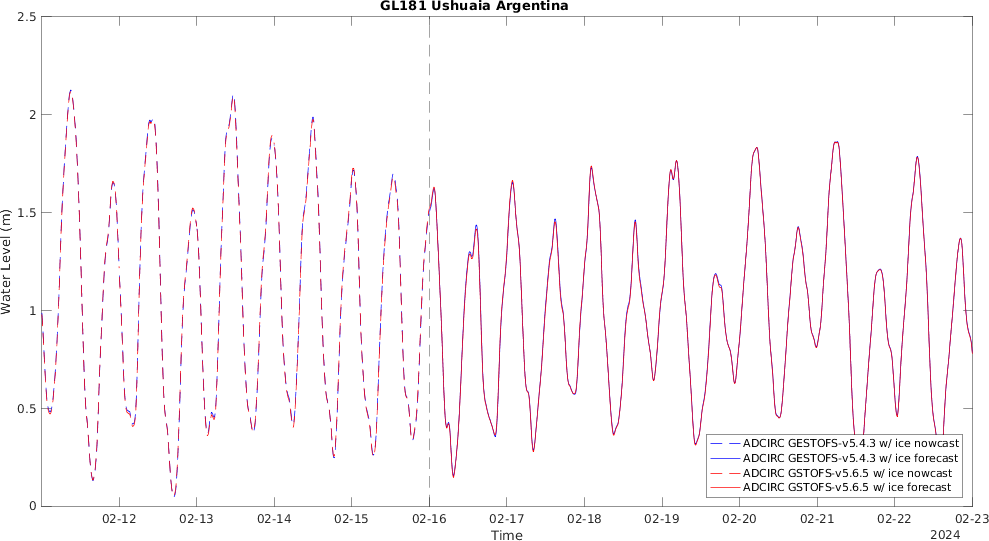 GL181 Ushuaia Argentina
2.5
2
1.5
1
0.5
0
Water Level (m)
02-12 02-13 02-14 02-15 02-16 02-17 02-18 02-19 02-20 02-21 02-22 02-23
Time
2024
ADCIRC GESTOFS-v5.4.3 w/ ice nowcast
ADCIRC GESTOFS-v5.4.3 w/ ice forecast
ADCIRC GSTOFS-v5.6.5 w/ ice nowcast
ADCIRC GSTOFS-v5.6.5 w/ ice forecast